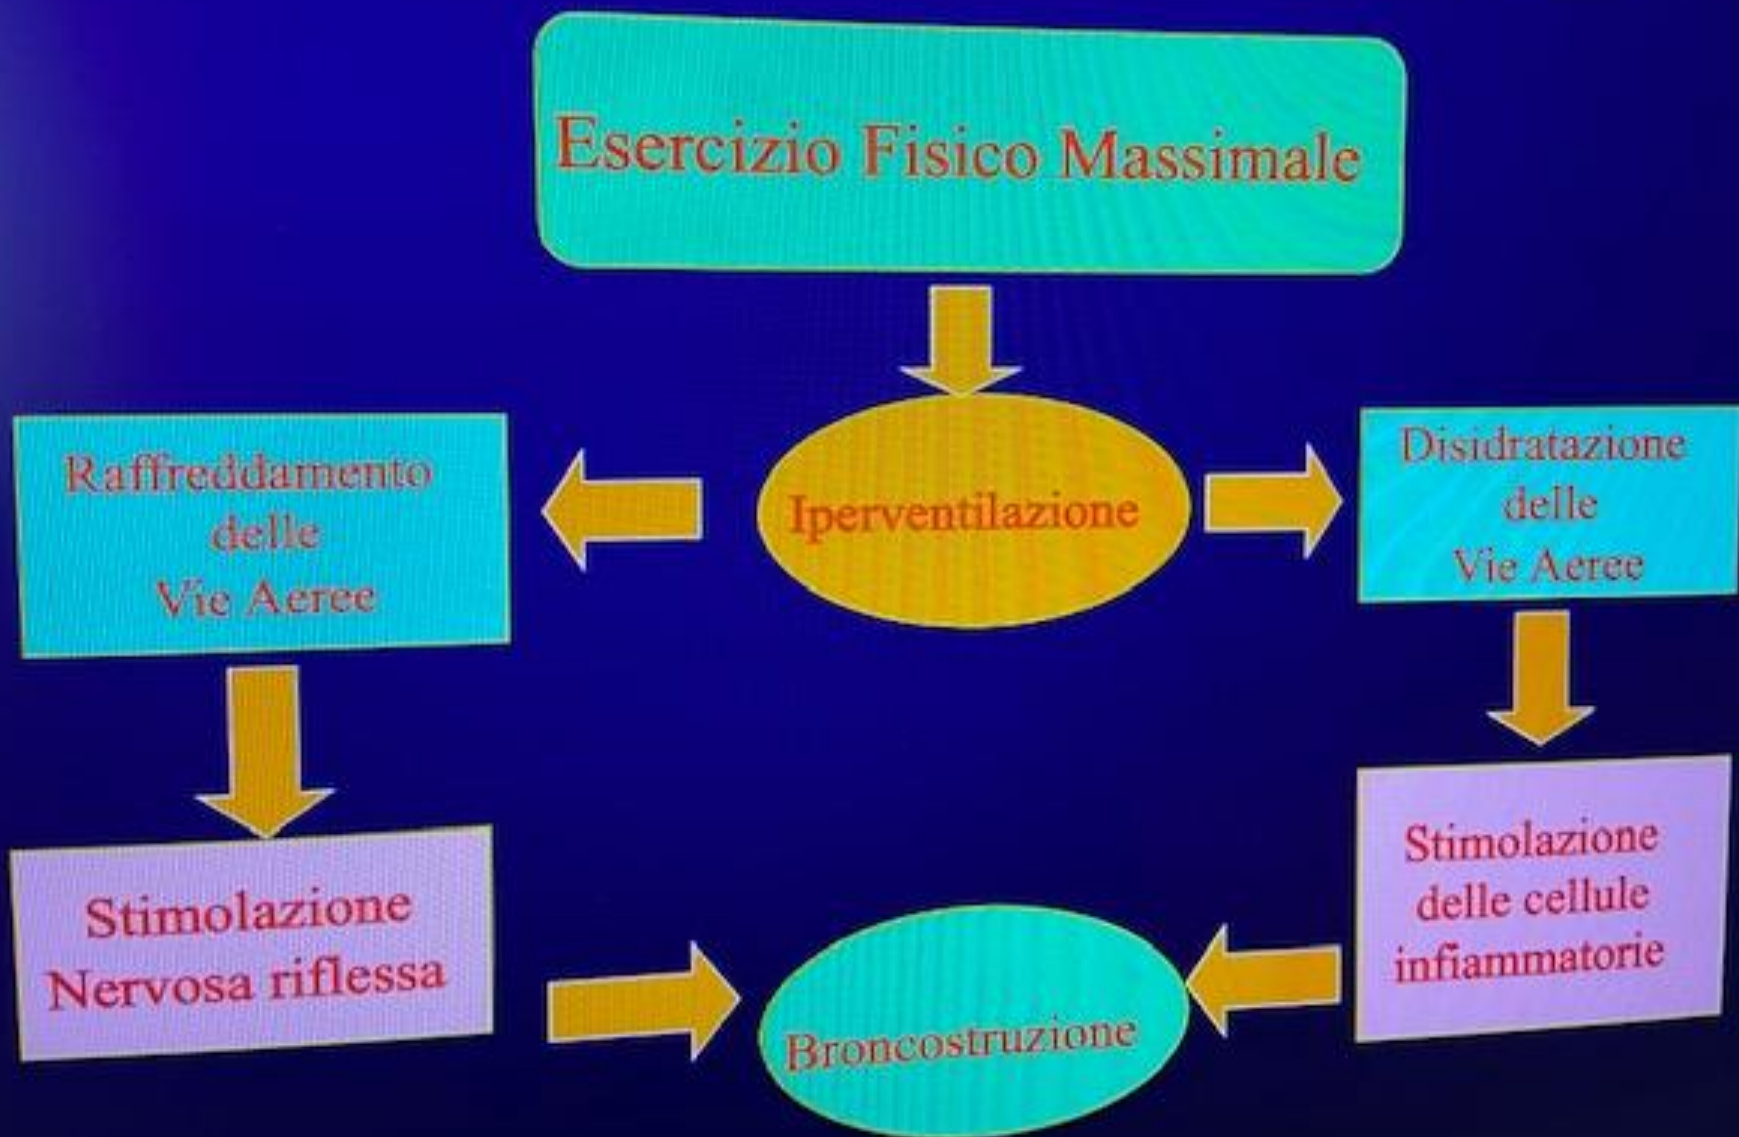 Esercizio Fisico Massimale
Raffreddamento
delle
Vie Aeree
Iperventilazione
Disidratazione
delle
Vie Aeree
Stimolazione
Nervosa riflessa
Broncostruzione
Stimolazione
delle cellule
infiammatorie